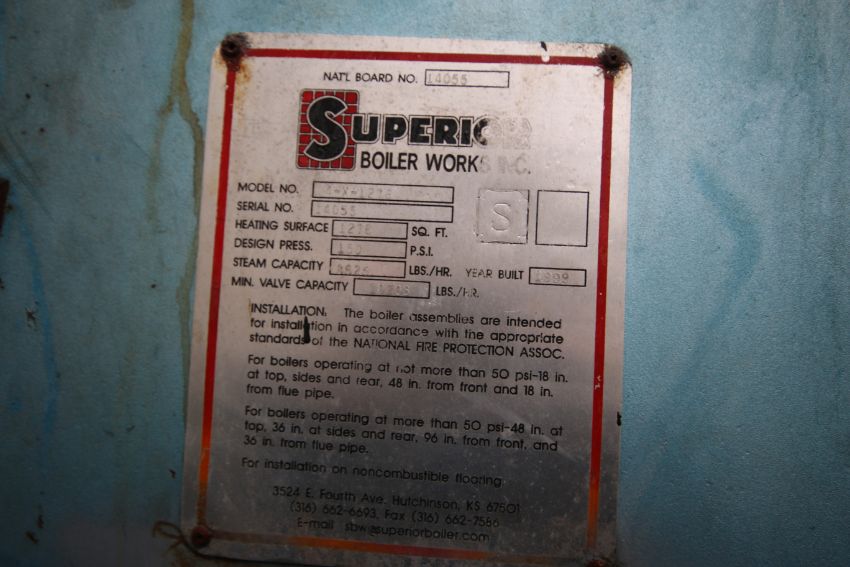 NAT'L BOARD NO. 14055
SUPERIOR
BOILER WORKS INC.
MODEL NO.
SERIAL NO. 14055
S
HEATING SURFACE SQ. FT.
DESIGN PRESS. 150 P.S.I.
STEAM CAPACITY LBS./HR. YEAR BUILT 1999
MIN. VALVE CAPACITY LBS./HR.
INSTALLATION: The boiler assemblies are intended
for installation in accordance with the appropriate
standards of the NATIONAL FIRE PROTECTION ASSOC.
For boilers operating at not more than 50 psi-18 in.
at top, sides and rear, 48 in. from front and 18 in.
from flue pipe.
For boilers operating at more than 50 psi-48 in. at
top, 36 in. at sides and rear, 96 in. from front, and
36 in. from flue pipe.
For installation on noncombustible flooring
3524 E. Fourth Ave. Hutchinson, KS 67501
(316) 662-6693, Fax (316) 662-7586
E-mail sbw@superiorboiler.com